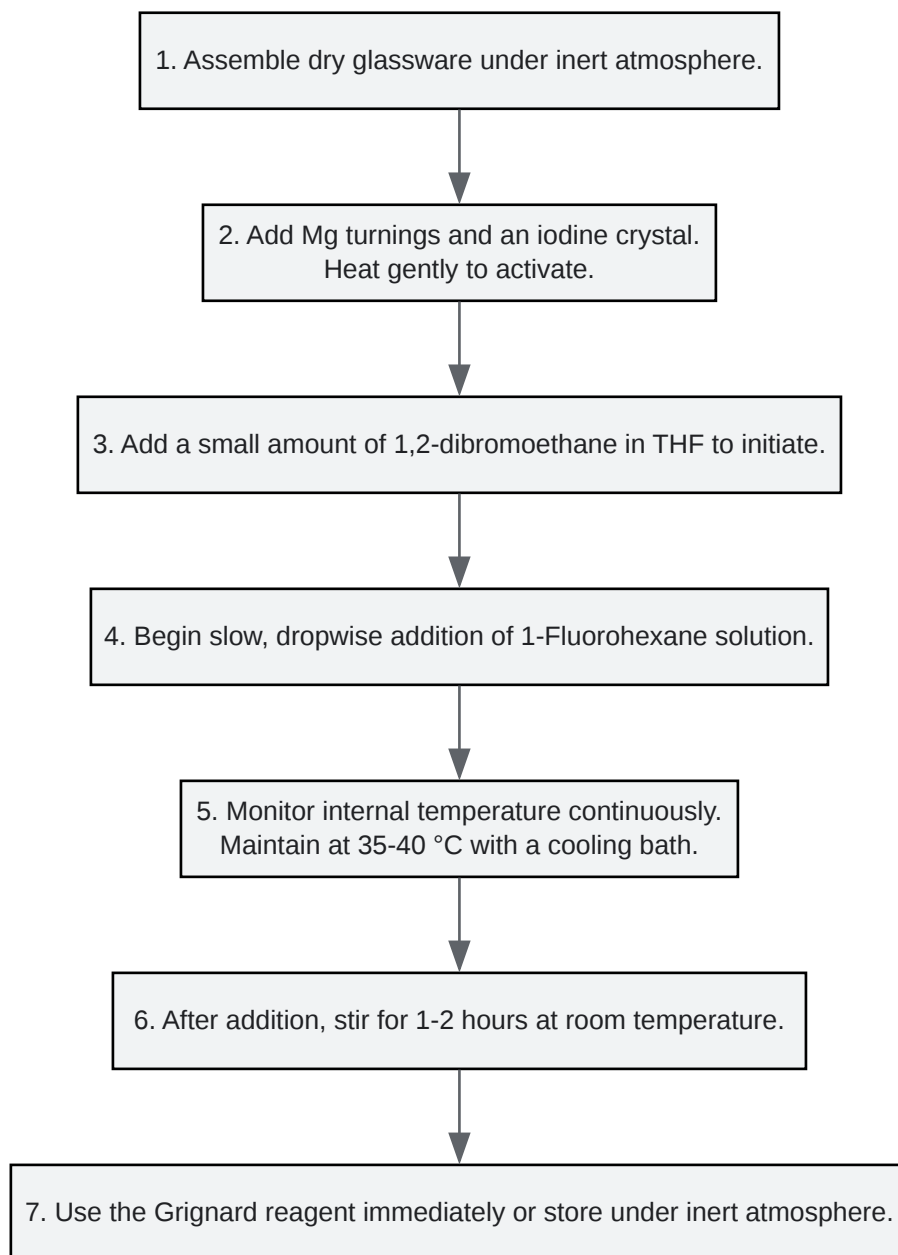 1. Assemble dry glassware under inert atmosphere.
2. Add Mg turnings and an iodine crystal.
Heat gently to activate.
3. Add a small amount of 1,2-dibromoethane in THF to initiate.
4. Begin slow, dropwise addition of 1-Fluorohexane solution.
5. Monitor internal temperature continuously.
Maintain at 35-40 °C with a cooling bath.
6. After addition, stir for 1-2 hours at room temperature.
7. Use the Grignard reagent immediately or store under inert atmosphere.